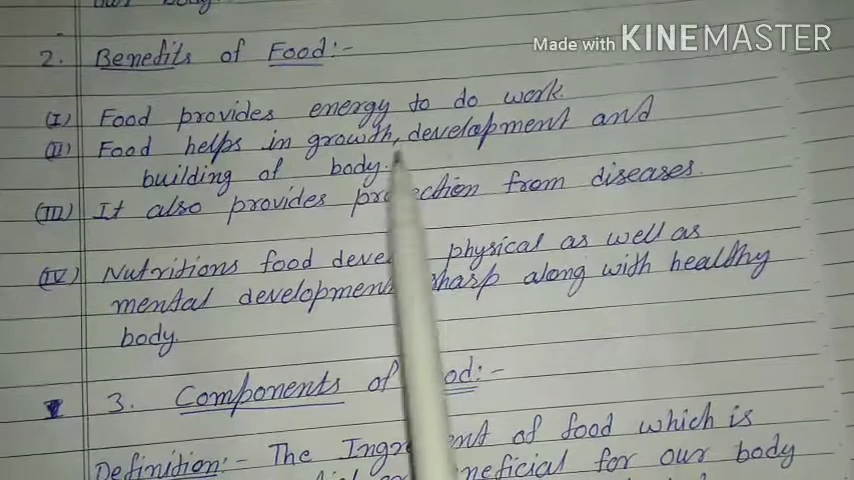 body.
Made with KINEMASTER
2. Benefits of Food:-
(I) Food provides energy to do work.
(II) Food helps in growth, development and
building of body.
(III) It also provides from diseases.
(IV) Nutritions food physical as well as
mental sharp along with healthy
body.
3. Components of
Definition:- The of food which is
for our body